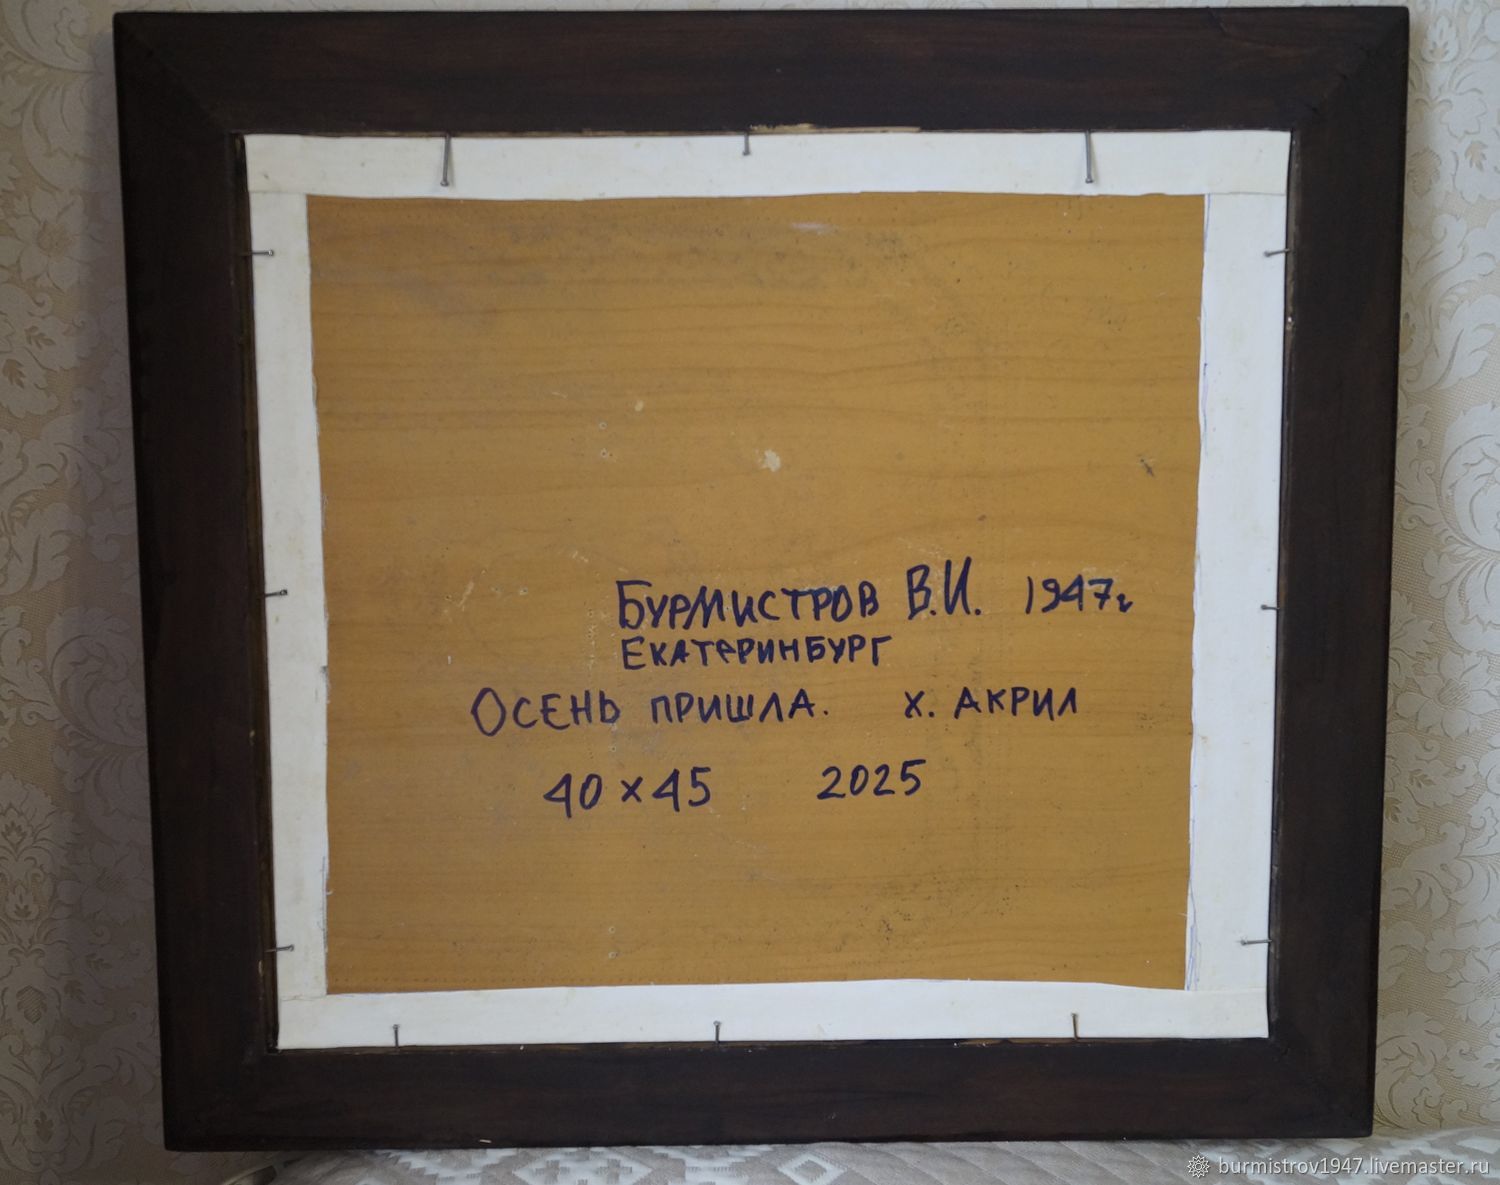 БУРМИСТРОВ В.И. 1947г
ЕКАТЕРИНБУРГ
ОСЕНЬ ПРИШЛА. Х. АКРИЛ
40×45 2025
burmistrov1947.livemaster.ru